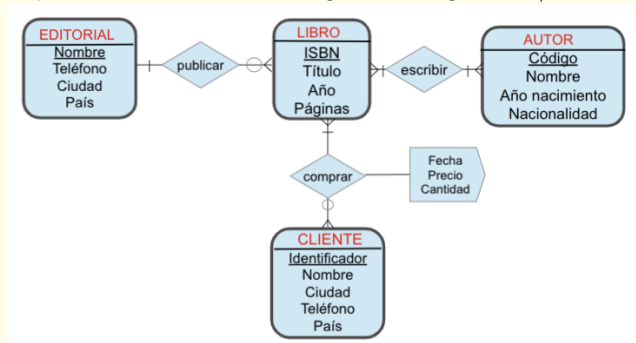 EDITORIAL
Nombre
Teléfono
Ciudad
País
publicar
LIBRO
ISBN
Título
Año
Páginas
escribir
AUTOR
Código
Nombre
Año nacimiento
Nacionalidad
comprar
Fecha
Precio
Cantidad
CLIENTE
Identificador
Nombre
Ciudad
Teléfono
País